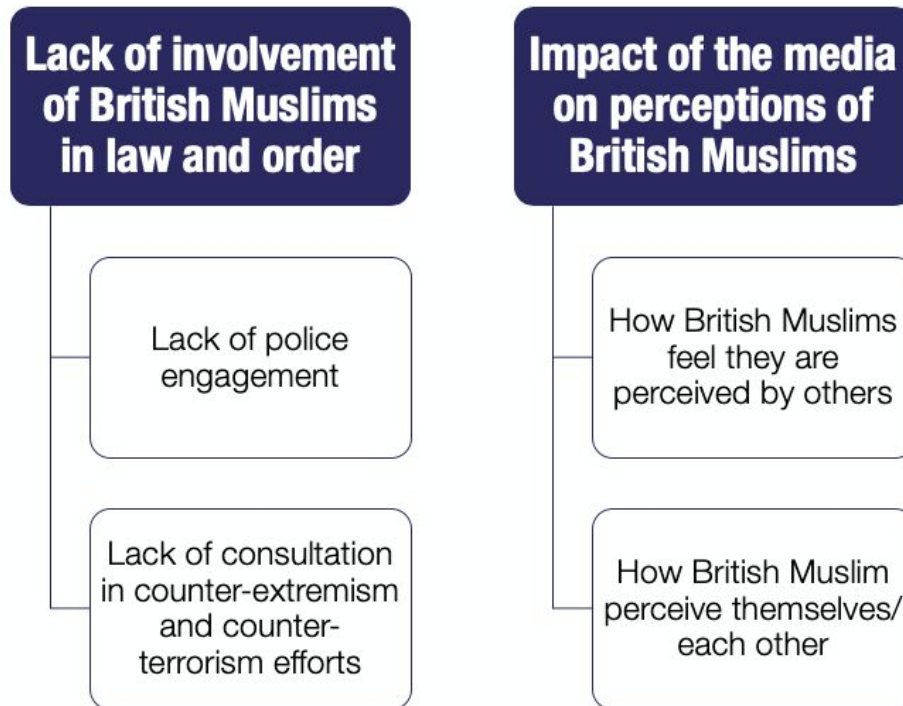 Lack of involvement
of British Muslims
in law and order
Lack of police
engagement
Lack of consultation
in counter-extremism
and counter-
terrorism efforts
Impact of the media
on perceptions of
British Muslims
How British Muslims
feel they are
perceived by others
How British Muslim
perceive themselves/
each other